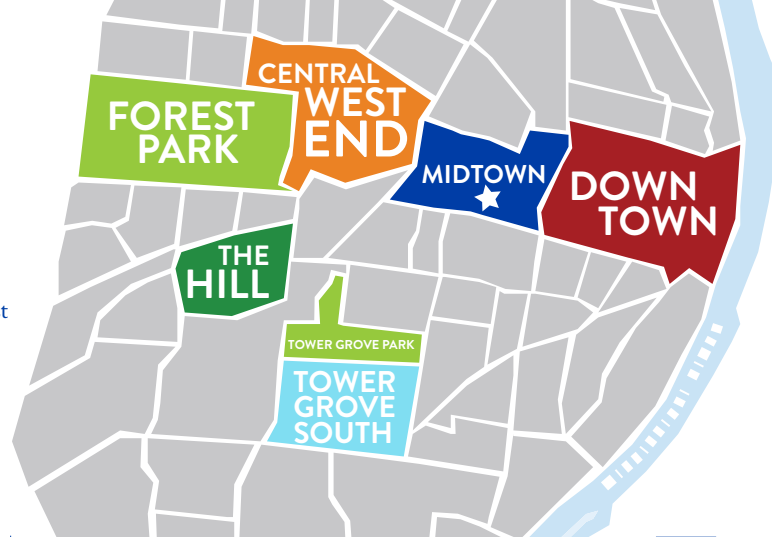 CENTRAL
WEST
END
FOREST
PARK
MIDTOWN
DOWN
TOWN
THE
HILL
TOWER GROVE PARK
TOWER
GROVE
SOUTH